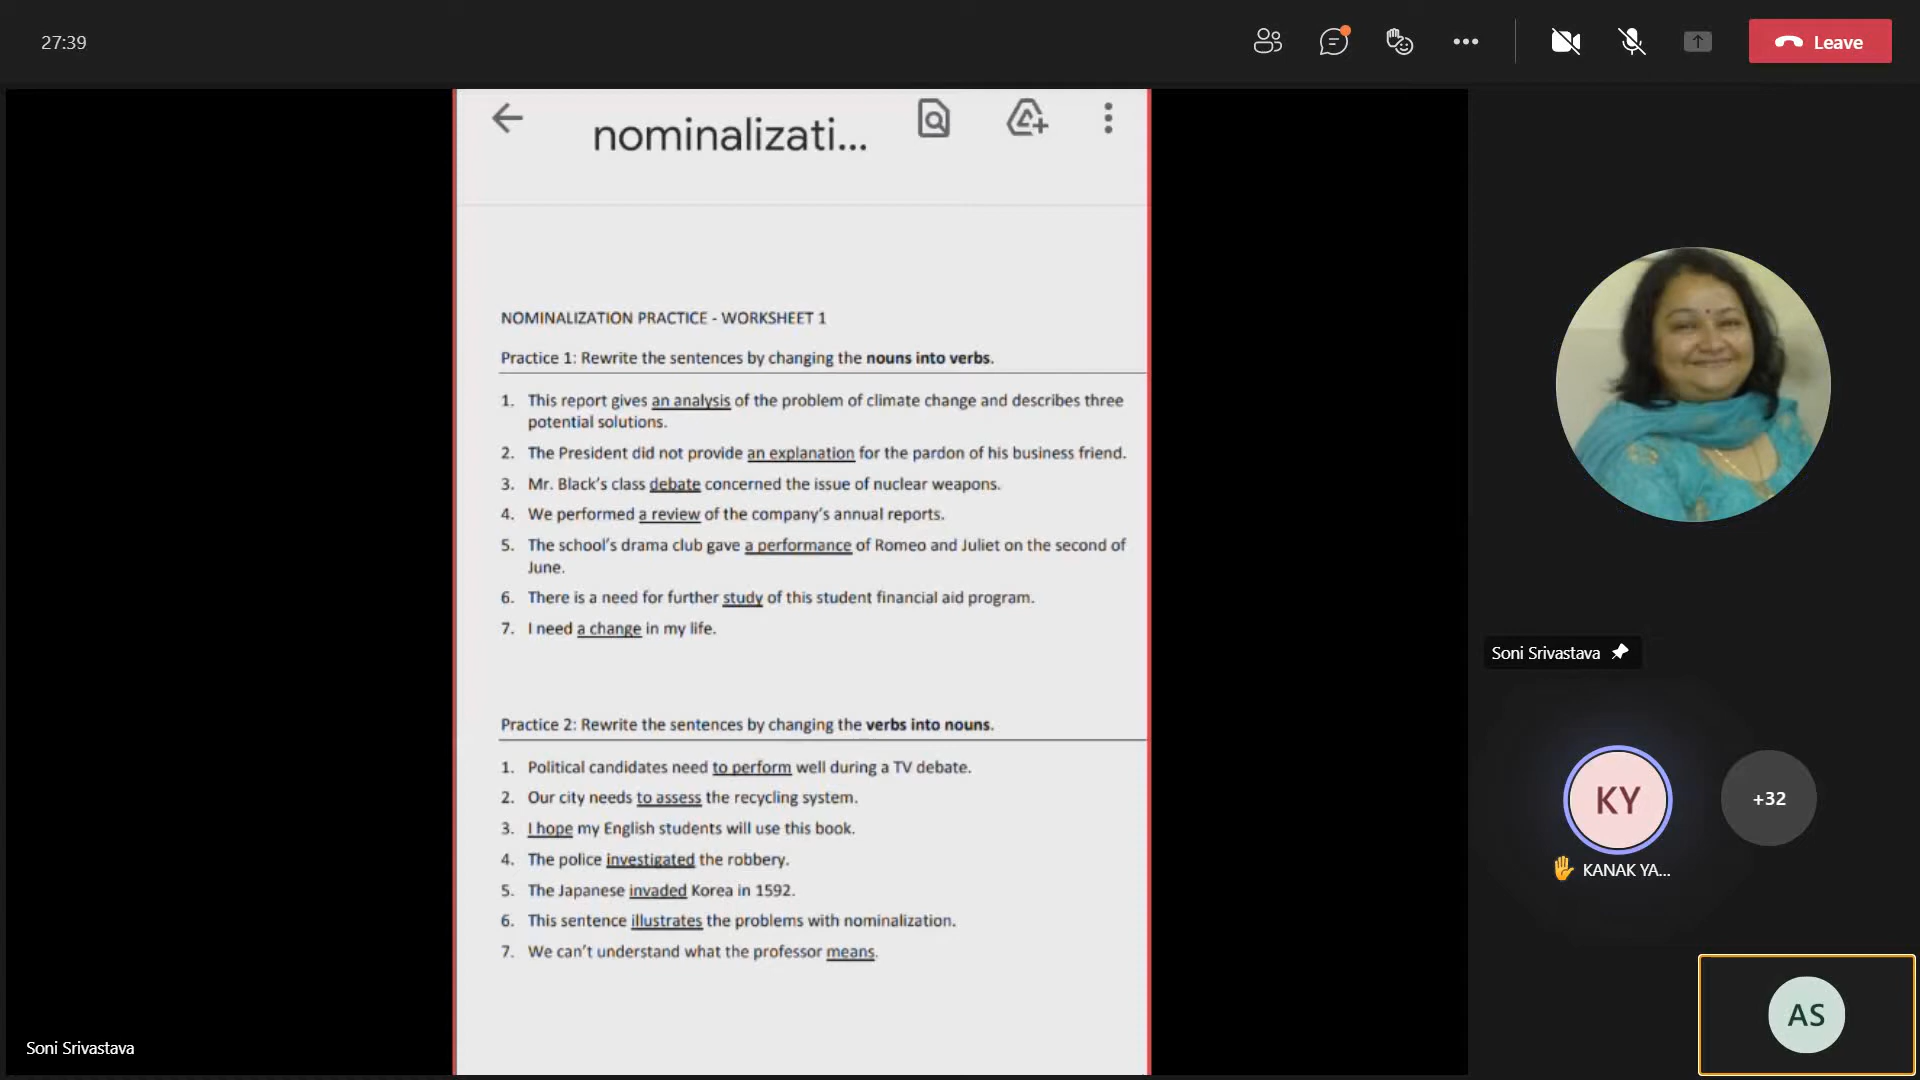 27:39
Leave
nominalizati...
NOMINALIZATION PRACTICE - WORKSHEET 1
Practice 1: Rewrite the sentences by changing the nouns into verbs.
1. This report gives an analysis of the problem of climate change and describes three
potential solutions.
2. The President did not provide an explanation for the pardon of his business friend.
3. Mr. Black's class debate concerned the issue of nuclear weapons.
4. We performed a review of the company's annual reports.
5. The school's drama club gave a performance of Romeo and Juliet on the second of
June.
6. There is a need for further study of this student financial aid program.
7. I need a change in my life.
Practice 2: Rewrite the sentences by changing the verbs into nouns.
1. Political candidates need to perform well during a TV debate.
2. Our city needs to assess the recycling system.
3. I hope my English students will use this book.
4. The police investigated the robbery.
5. The Japanese invaded Korea in 1592.
6. This sentence illustrates the problems with nominalization.
7. We can't understand what the professor means.
Soni Srivastava
Soni Srivastava
KY
+32
KANAK YA...
AS